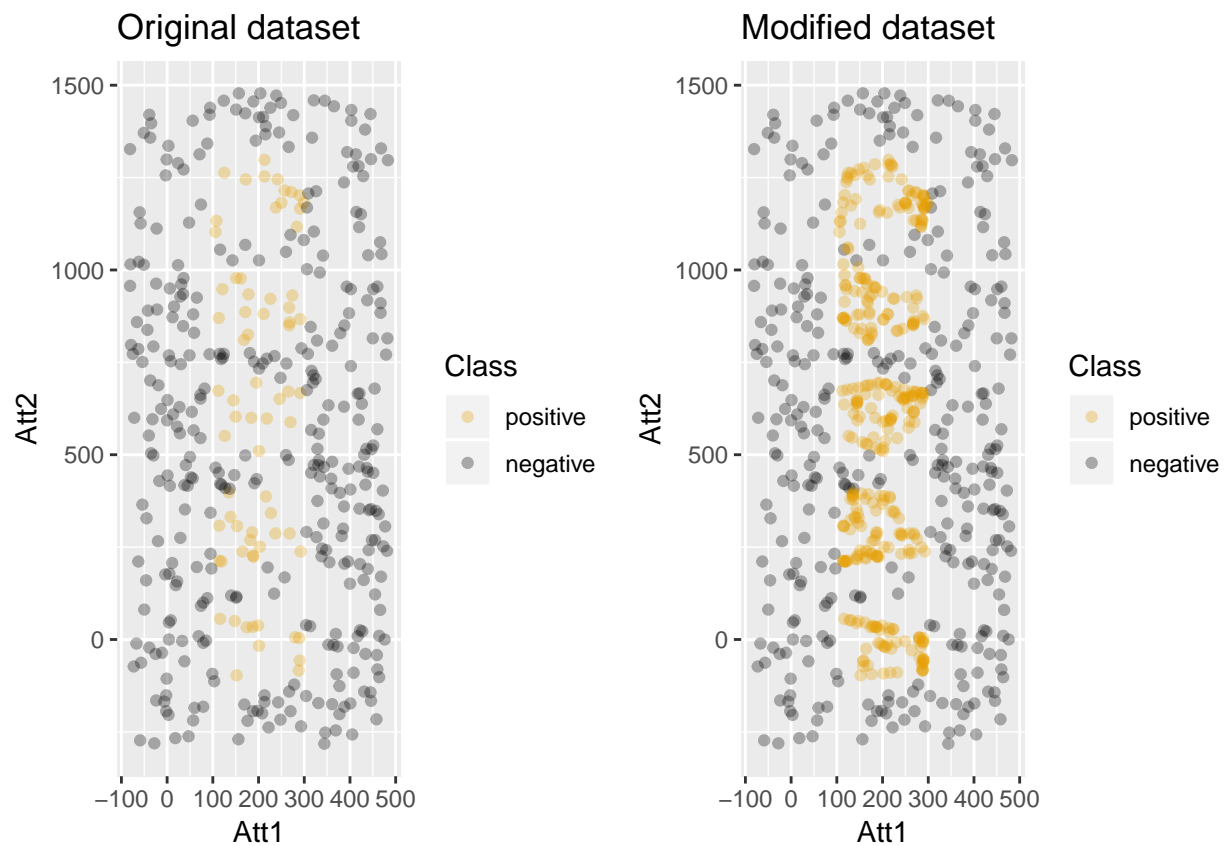 Original dataset
1500
1000
500
0
−100 0 100 200 300 400 500
Att1
Att2
Class
positive
negative
Modified dataset
1500
1000
500
0
−100 0 100 200 300 400 500
Att1
Att2
Class
positive
negative